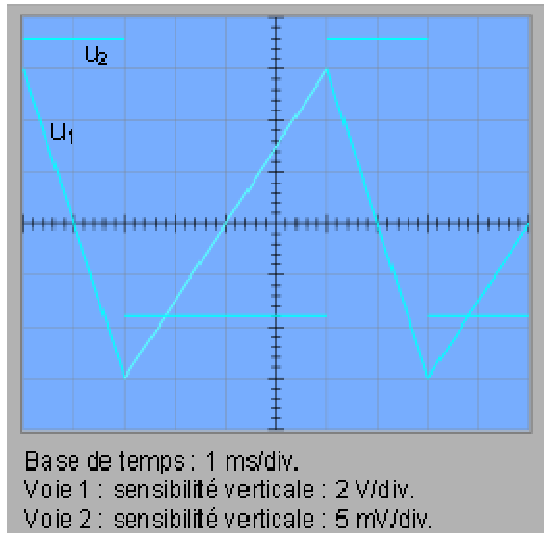 U₂
U₁
Base de temps : 1 ms/div.
Voie 1 : sensibilité verticale : 2 V/div.
Voie 2 : sensibilité verticale : 5 mV/div.